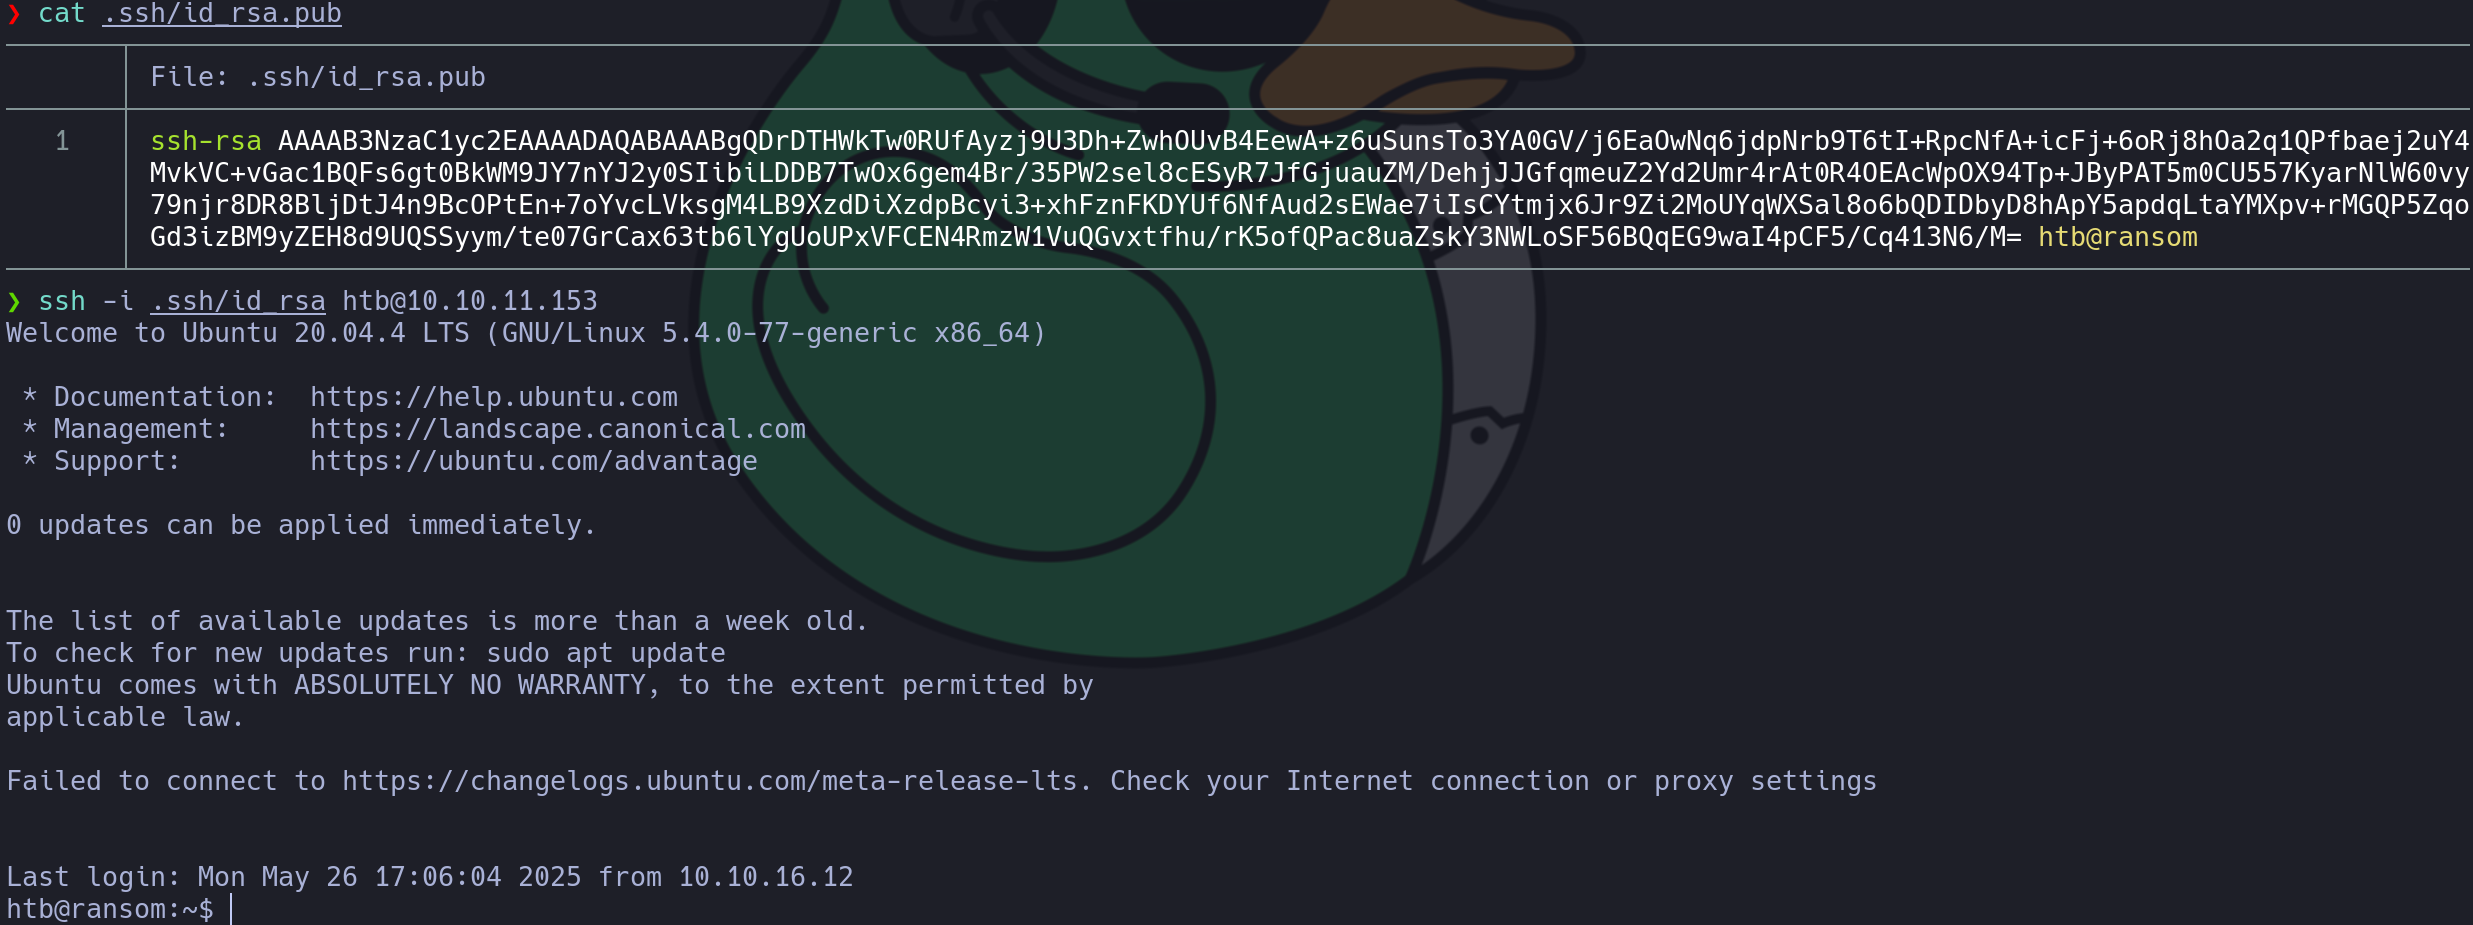 ❯ cat .ssh/id_rsa.pub
File: .ssh/id_rsa.pub
1 ssh-rsa AAAAB3NzaC1yc2EAAAADAQABAAABgQDrDTHWkTw0RUfAyzj9U3Dh+ZwhOUvB4EewA+z6uSunsTo3YA0GV/j6EaOwNq6jdpNrb9T6tI+RpcNfA+icFj+6oRj8hOa2q1QPfbaej2uY4
MvkVC+vGac1BQFs6gt0BkWM9JY7nYJ2y0SIibiLDDB7TwOx6gem4Br/35PW2sel8cESyR7JfGjuauZM/DehjJJGfqmeuZ2Yd2Umr4rAt0R4OEAcWpOX94Tp+JByPAT5m0CU557KyarNlW60vy
79njr8DR8BljDtJ4n9BcOPtEn+7oYvcLVksgM4LB9XzdDiXzdpBcyi3+xhFznFKDYUf6NfAud2sEWae7iIsCYtmjx6Jr9Zi2MoUYqWXSal8o6bQDIDbyD8hApY5apdqLtaYMXpv+rMGQP5Zqo
Gd3izBM9yZEH8d9UQSSyym/te07GrCax63tb6lYgUoUPxVFCEN4RmzW1VuQGvxtfhu/rK5ofQPac8uaZskY3NWLoSF56BQqEG9waI4pCF5/Cq413N6/M= htb@ransom
❯ ssh -i .ssh/id_rsa htb@10.10.11.153
Welcome to Ubuntu 20.04.4 LTS (GNU/Linux 5.4.0-77-generic x86_64)
* Documentation: https://help.ubuntu.com
* Management: https://landscape.canonical.com
* Support: https://ubuntu.com/advantage
0 updates can be applied immediately.
The list of available updates is more than a week old.
To check for new updates run: sudo apt update
Ubuntu comes with ABSOLUTELY NO WARRANTY, to the extent permitted by
applicable law.
Failed to connect to https://changelogs.ubuntu.com/meta-release-lts. Check your Internet connection or proxy settings
Last login: Mon May 26 17:06:04 2025 from 10.10.16.12
htb@ransom:~$